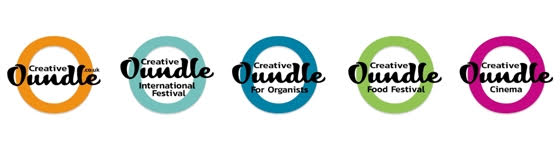 Creative
Oundle
.co.uk
Creative
Oundle
International
Festival
Creative
Oundle
For Organists
Creative
Oundle
Food Festival
Creative
Oundle
Cinema